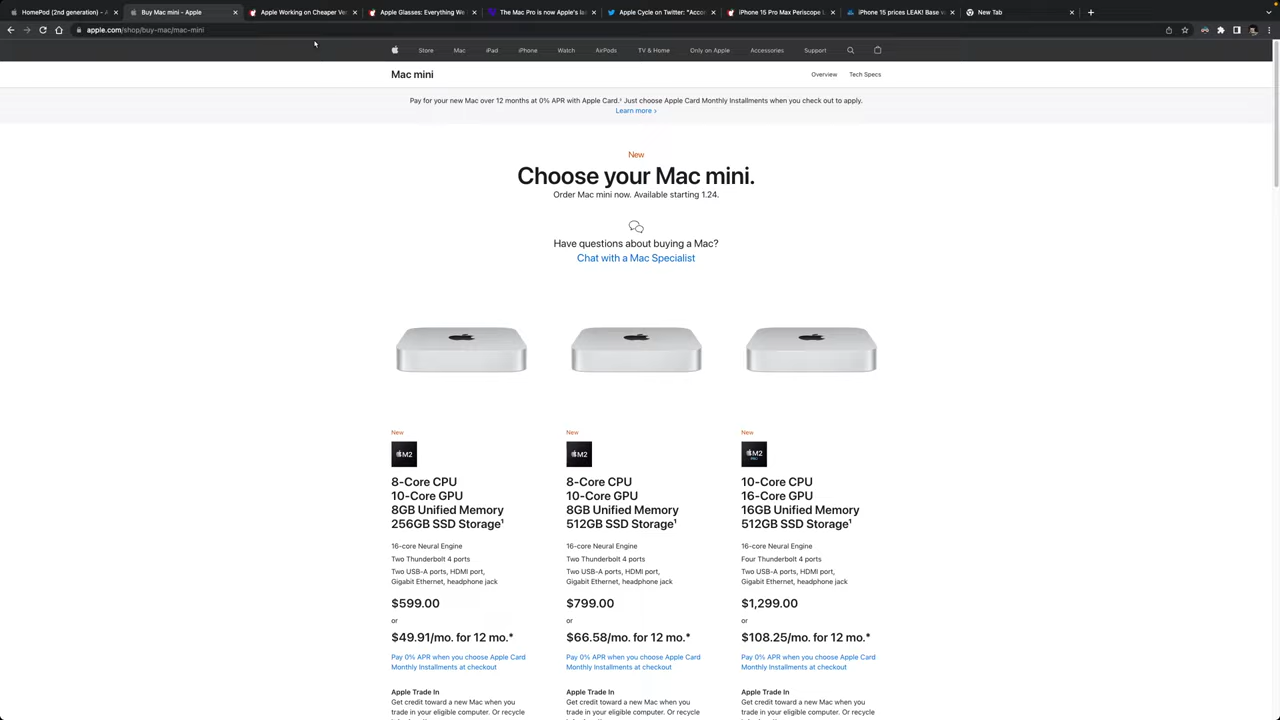 HomePod (2nd generation) - A
Buy Mac mini - Apple
Apple Working on Cheaper Ver
Apple Glasses: Everything We
The Mac Pro is now Apple's la
Apple Cycle on Twitter: "Acco
iPhone 15 Pro Max Periscope L
iPhone 15 prices LEAK! Base v
New Tab
apple.com/shop/buy-mac/mac-mini
Store Mac iPad iPhone Watch AirPods TV & Home Only on Apple Accessories Support
Mac mini
Overview Tech Specs
Pay for your new Mac over 12 months at 0% APR with Apple Card.◊ Just choose Apple Card Monthly Installments when you check out to apply.
Learn more >
New
Choose your Mac mini.
Order Mac mini now. Available starting 1.24.
Have questions about buying a Mac?
Chat with a Mac Specialist
New
M2
8-Core CPU
10-Core GPU
8GB Unified Memory
256GB SSD Storage¹
16-core Neural Engine
Two Thunderbolt 4 ports
Two USB-A ports, HDMI port,
Gigabit Ethernet, headphone jack
$599.00
or
$49.91/mo. for 12 mo.*
Pay 0% APR when you choose Apple Card
Monthly Installments at checkout
Apple Trade In
Get credit toward a new Mac when you
trade in your eligible computer. Or recycle
New
M2
8-Core CPU
10-Core GPU
8GB Unified Memory
512GB SSD Storage¹
16-core Neural Engine
Two Thunderbolt 4 ports
Two USB-A ports, HDMI port,
Gigabit Ethernet, headphone jack
$799.00
or
$66.58/mo. for 12 mo.*
Pay 0% APR when you choose Apple Card
Monthly Installments at checkout
Apple Trade In
Get credit toward a new Mac when you
trade in your eligible computer. Or recycle
New
M2
PRO
10-Core CPU
16-Core GPU
16GB Unified Memory
512GB SSD Storage¹
16-core Neural Engine
Four Thunderbolt 4 ports
Two USB-A ports, HDMI port,
Gigabit Ethernet, headphone jack
$1,299.00
or
$108.25/mo. for 12 mo.*
Pay 0% APR when you choose Apple Card
Monthly Installments at checkout
Apple Trade In
Get credit toward a new Mac when you
trade in your eligible computer. Or recycle